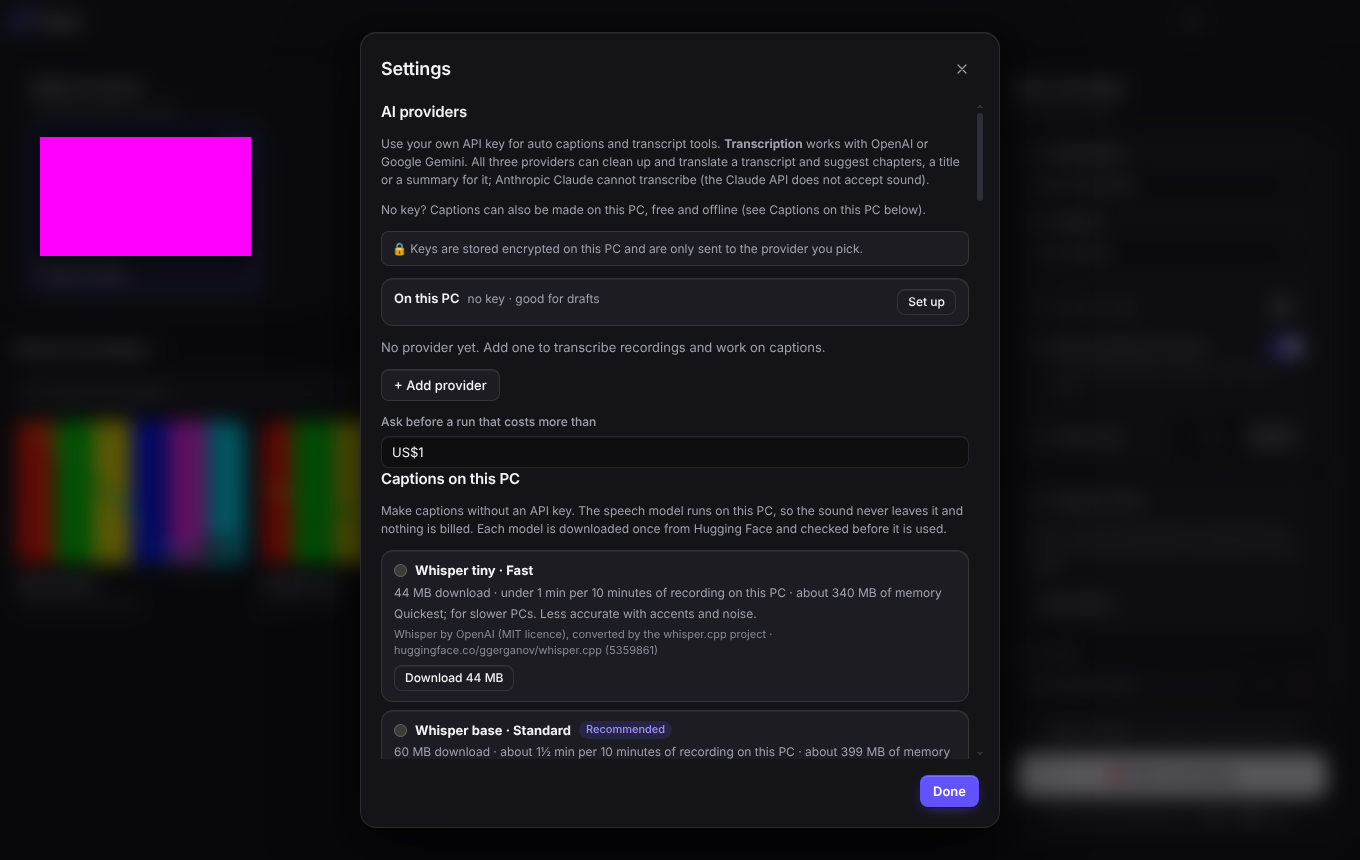 Settings
AI providers
Use your own API key for auto captions and transcript tools. Transcription works with OpenAI or
Google Gemini. All three providers can clean up and translate a transcript and suggest chapters, a title
or a summary for it; Anthropic Claude cannot transcribe (the Claude API does not accept sound).
No key? Captions can also be made on this PC, free and offline (see Captions on this PC below).
🔒 Keys are stored encrypted on this PC and are only sent to the provider you pick.
On this PC no key · good for drafts
Set up
No provider yet. Add one to transcribe recordings and work on captions.
+ Add provider
Ask before a run that costs more than
US$1
Captions on this PC
Make captions without an API key. The speech model runs on this PC, so the sound never leaves it and
nothing is billed. Each model is downloaded once from Hugging Face and checked before it is used.
Whisper tiny · Fast
44 MB download · under 1 min per 10 minutes of recording on this PC · about 340 MB of memory
Quickest; for slower PCs. Less accurate with accents and noise.
Whisper by OpenAI (MIT licence), converted by the whisper.cpp project ·
huggingface.co/ggerganov/whisper.cpp (5359861)
Download 44 MB
Whisper base · Standard Recommended
60 MB download · about 1½ min per 10 minutes of recording on this PC · about 399 MB of memory
Done